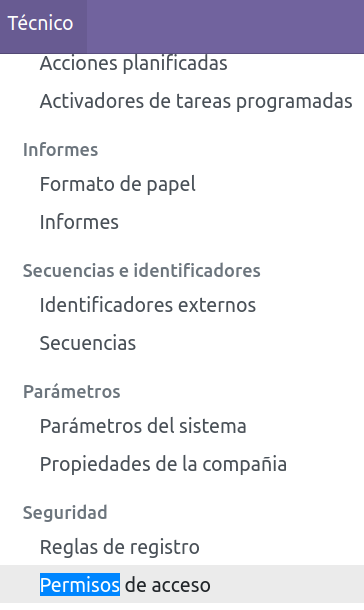 Técnico
Acciones planificadas
Activadores de tareas programadas
Informes
Formato de papel
Informes
Secuencias e identificadores
Identificadores externos
Secuencias
Parámetros
Parámetros del sistema
Propiedades de la compañia
Seguridad
Reglas de registro
Permisos de acceso